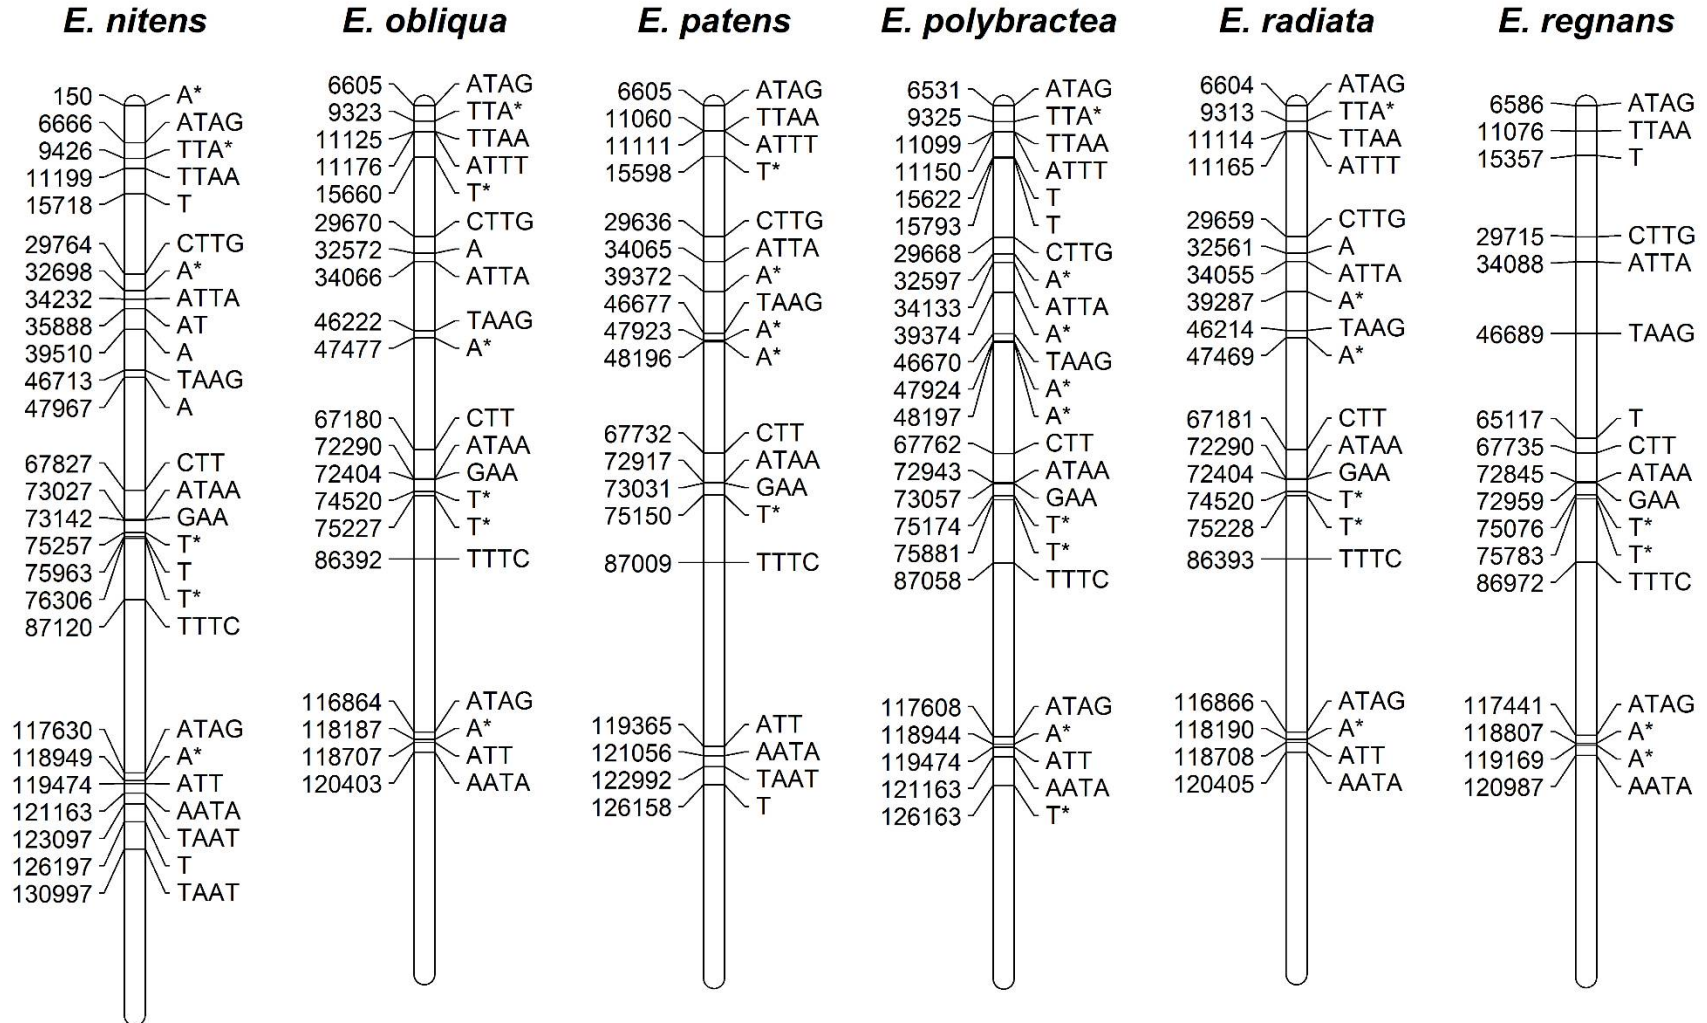 E. nitens
150 A*
6666 ATAG
9426 TTA*
11199 TTAA
15718 T
29764 CTTG
32698 A*
34232 ATTA
35888 AT
39510 A
46713 TAAG
47967 A
67827 CTT
73027 ATAA
73142 GAA
75257 T*
75963 T
76306 T*
87120 TTTC
117630 ATAG
118949 A*
119474 ATT
121163 AATA
123097 TAAT
126197 T
130997 TAAT
E. obliqua
6605 ATAG
9323 TTA*
11125 TTAA
11176 ATTT
15660 T*
29670 CTTG
32572 A
34066 ATTA
46222 TAAG
47477 A*
67180 CTT
72290 ATAA
72404 GAA
74520 T*
75227 T*
86392 TTTC
116864 ATAG
118187 A*
118707 ATT
120403 AATA
E. patens
6605 ATAG
11060 TTAA
11111 ATTT
15598 T*
29636 CTTG
34065 ATTA
39372 A*
46677 TAAG
47923 A*
48196 A*
67732 CTT
72917 ATAA
73031 GAA
75150 T*
87009 TTTC
119365 ATT
121056 AATA
122992 TAAT
126158 T
E. polybractea
6531 ATAG
9325 TTA*
11099 TTAA
11150 ATTT
15622 T
15793 T
29668 CTTG
32597 A*
34133 ATTA
39374 A*
46670 TAAG
47924 A*
48197 A*
67762 CTT
72943 ATAA
73057 GAA
75174 T*
75881 T*
87058 TTTC
117608 ATAG
118944 A*
119474 ATT
121163 AATA
126163 T*
E. radiata
6604 ATAG
9313 TTA*
11114 TTAA
11165 ATTT
29659 CTTG
32561 A
34055 ATTA
39287 A*
46214 TAAG
47469 A*
67181 CTT
72290 ATAA
72404 GAA
74520 T*
75228 T*
86393 TTTC
116866 ATAG
118190 A*
118708 ATT
120405 AATA
E. regnans
6586 ATAG
11076 TTAA
15357 T
29715 CTTG
34088 ATTA
46689 TAAG
65117 T
67735 CTT
72845 ATAA
72959 GAA
75076 T*
75783 T*
86972 TTTC
117441 ATAG
118807 A*
119169 A*
120987 AATA